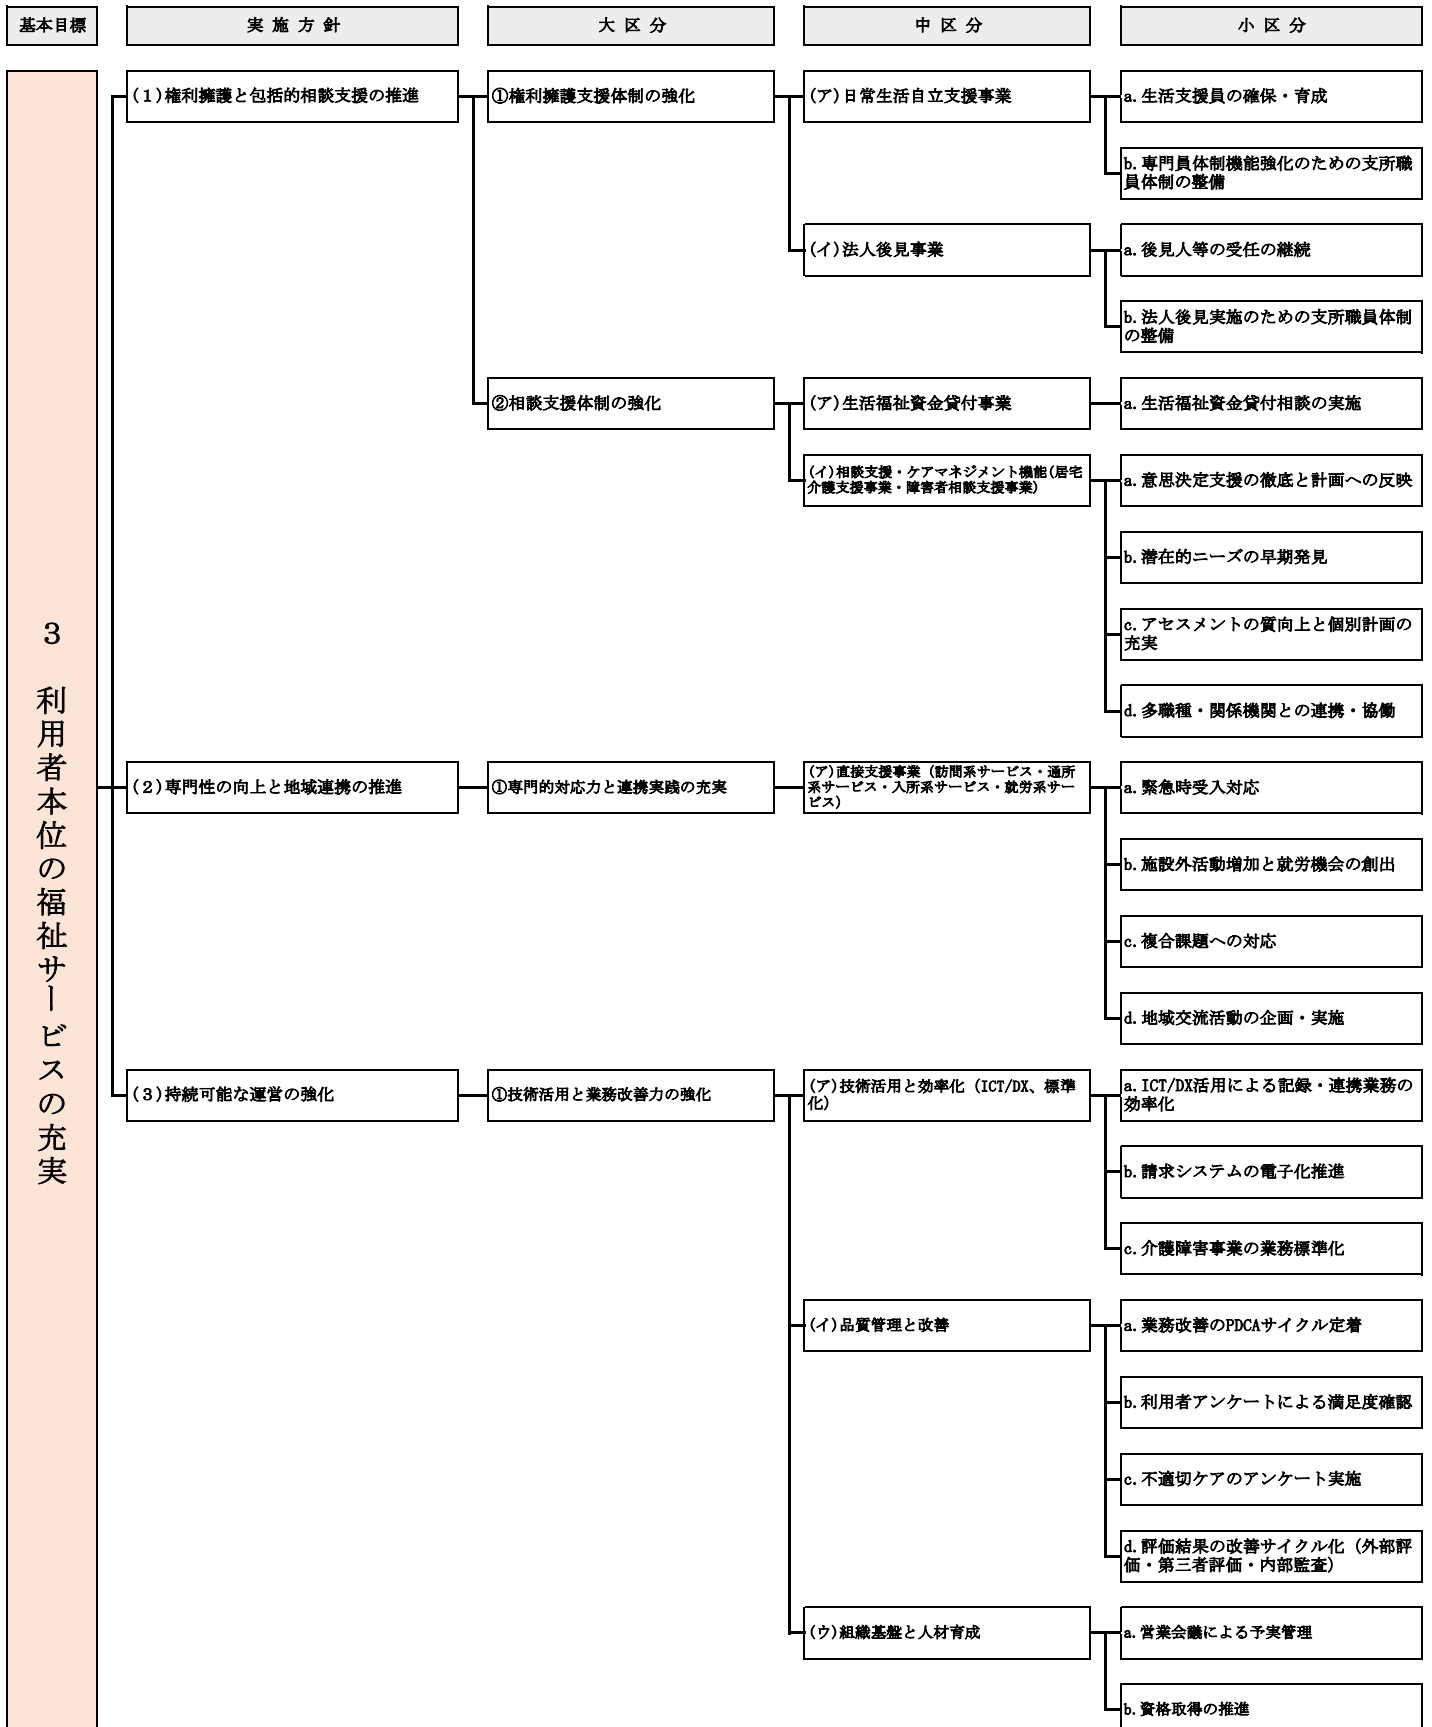 基本目標
実施方針
大区分
中区分
小区分
3 利用者本位の福祉サービスの充実
(1)権利擁護と包括的相談支援の推進
①権利擁護支援体制の強化
(ア)日常生活自立支援事業
a.生活支援員の確保・育成
b.専門員体制機能強化のための支所職
員体制の整備
(イ)法人後見事業
a.後見人等の受任の継続
b.法人後見実施のための支所職員体制
の整備
②相談支援体制の強化
(ア)生活福祉資金貸付事業
a.生活福祉資金貸付相談の実施
(イ)相談支援・ケアマネジメント機能(居宅
介護支援事業・障害者相談支援事業)
a.意思決定支援の徹底と計画への反映
b.潜在的ニーズの早期発見
c.アセスメントの質向上と個別計画の
充実
d.多職種・関係機関との連携・協働
(2)専門性の向上と地域連携の推進
①専門的対応力と連携実践の充実
(ア)直接支援事業（訪問系サービス・通所
系サービス・入所系サービス・就労系サー
ビス）
a.緊急時受入対応
b.施設外活動増加と就労機会の創出
c.複合課題への対応
d.地域交流活動の企画・実施
(3)持続可能な運営の強化
①技術活用と業務改善力の強化
(ア)技術活用と効率化（ICT/DX、標準
化）
a.ICT/DX活用による記録・連携業務の
効率化
b.請求システムの電子化推進
c.介護障害事業の業務標準化
(イ)品質管理と改善
a.業務改善のPDCAサイクル定着
b.利用者アンケートによる満足度確認
c.不適切ケアのアンケート実施
d.評価結果の改善サイクル化（外部評
価・第三者評価・内部監査）
(ウ)組織基盤と人材育成
a.営業会議による予実管理
b.資格取得の推進